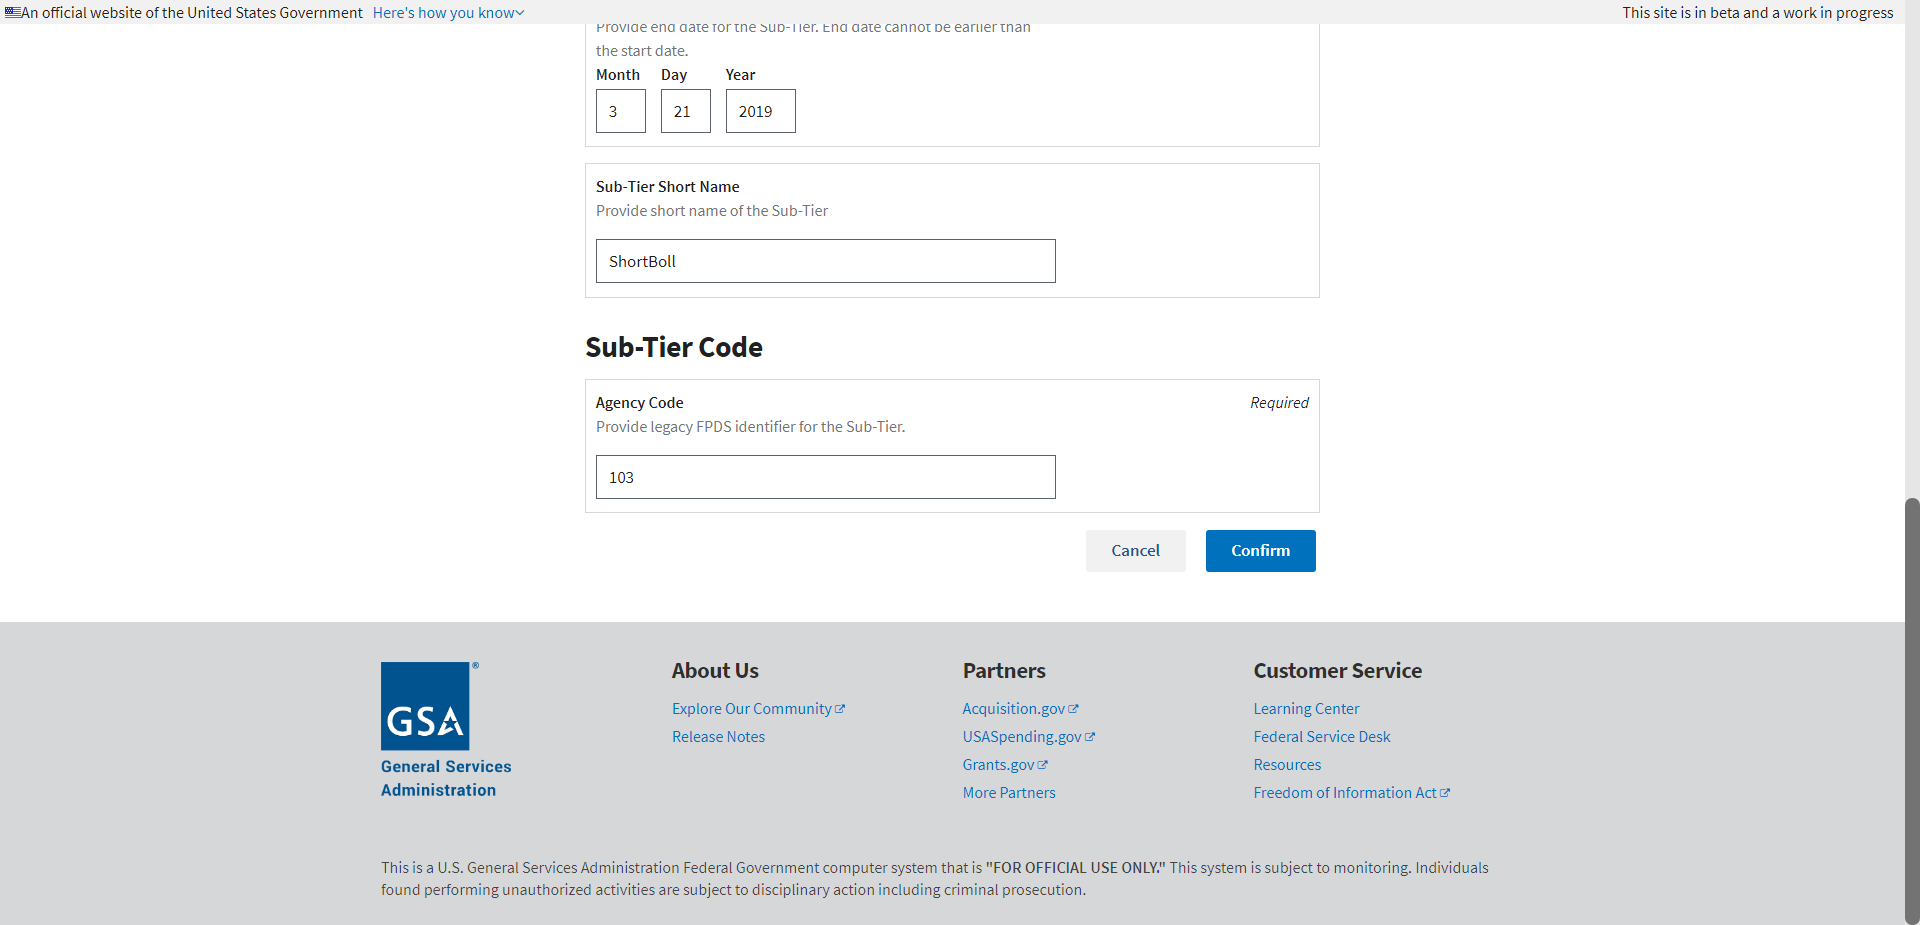 An official website of the United States Government Here's how you know
This site is in beta and a work in progress
Provide end date for the Sub-Tier. End date cannot be earlier than
the start date.
Month Day Year
3 21 2019
Sub-Tier Short Name
Provide short name of the Sub-Tier
ShortBoll
Sub-Tier Code
Agency Code Required
Provide legacy FPDS identifier for the Sub-Tier.
103
Cancel Confirm
GSA®
General Services
Administration
About Us
Explore Our Community
Release Notes
Partners
Acquisition.gov
USASpending.gov
Grants.gov
More Partners
Customer Service
Learning Center
Federal Service Desk
Resources
Freedom of Information Act
This is a U.S. General Services Administration Federal Government computer system that is "FOR OFFICIAL USE ONLY." This system is subject to monitoring. Individuals
found performing unauthorized activities are subject to disciplinary action including criminal prosecution.